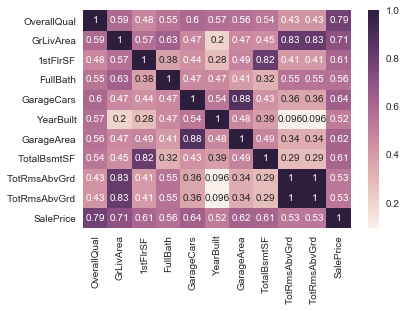 OverallQual 1 0.59 0.48 0.55 0.6 0.57 0.56 0.54 0.43 0.43 0.79
GrLivArea 0.59 1 0.57 0.63 0.47 0.2 0.47 0.45 0.83 0.83 0.71
1stFlrSF 0.48 0.57 1 0.38 0.44 0.28 0.49 0.82 0.41 0.41 0.61
FullBath 0.55 0.63 0.38 1 0.47 0.47 0.41 0.32 0.55 0.55 0.56
GarageCars 0.6 0.47 0.44 0.47 1 0.54 0.88 0.43 0.36 0.36 0.64
YearBuilt 0.57 0.2 0.28 0.47 0.54 1 0.48 0.39 0.096 0.096 0.52
GarageArea 0.56 0.47 0.49 0.41 0.88 0.48 1 0.49 0.34 0.34 0.62
TotalBsmtSF 0.54 0.45 0.82 0.32 0.43 0.39 0.49 1 0.29 0.29 0.61
TotRmsAbvGrd 0.43 0.83 0.41 0.55 0.36 0.096 0.34 0.29 1 1 0.53
TotRmsAbvGrd 0.43 0.83 0.41 0.55 0.36 0.096 0.34 0.29 1 1 0.53
SalePrice 0.79 0.71 0.61 0.56 0.64 0.52 0.62 0.61 0.53 0.53 1
OverallQual
GrLivArea
1stFlrSF
FullBath
GarageCars
YearBuilt
GarageArea
TotalBsmtSF
TotRmsAbvGrd
TotRmsAbvGrd
SalePrice
1.0
0.8
0.6
0.4
0.2